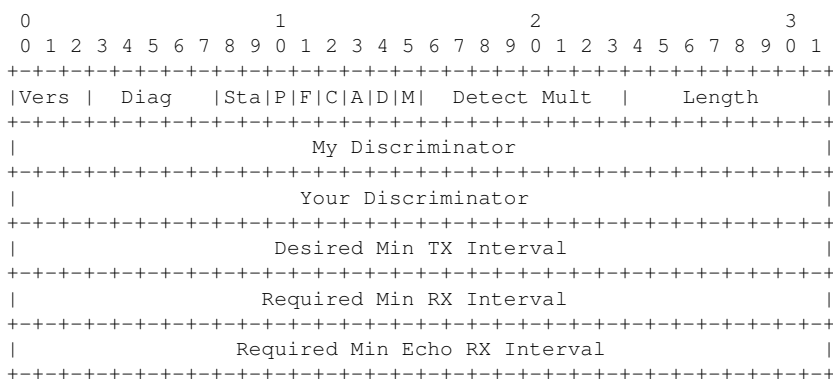 0                   1                   2                   3
 0 1 2 3 4 5 6 7 8 9 0 1 2 3 4 5 6 7 8 9 0 1 2 3 4 5 6 7 8 9 0 1
+-+-+-+-+-+-+-+-+-+-+-+-+-+-+-+-+-+-+-+-+-+-+-+-+-+-+-+-+-+-+-+-+
|Vers |  Diag   |Sta|P|F|C|A|D|M|  Detect Mult  |    Length     |
+-+-+-+-+-+-+-+-+-+-+-+-+-+-+-+-+-+-+-+-+-+-+-+-+-+-+-+-+-+-+-+-+
|                       My Discriminator                        |
+-+-+-+-+-+-+-+-+-+-+-+-+-+-+-+-+-+-+-+-+-+-+-+-+-+-+-+-+-+-+-+-+
|                      Your Discriminator                       |
+-+-+-+-+-+-+-+-+-+-+-+-+-+-+-+-+-+-+-+-+-+-+-+-+-+-+-+-+-+-+-+-+
|                    Desired Min TX Interval                    |
+-+-+-+-+-+-+-+-+-+-+-+-+-+-+-+-+-+-+-+-+-+-+-+-+-+-+-+-+-+-+-+-+
|                   Required Min RX Interval                    |
+-+-+-+-+-+-+-+-+-+-+-+-+-+-+-+-+-+-+-+-+-+-+-+-+-+-+-+-+-+-+-+-+
|                 Required Min Echo RX Interval                 |
+-+-+-+-+-+-+-+-+-+-+-+-+-+-+-+-+-+-+-+-+-+-+-+-+-+-+-+-+-+-+-+-+